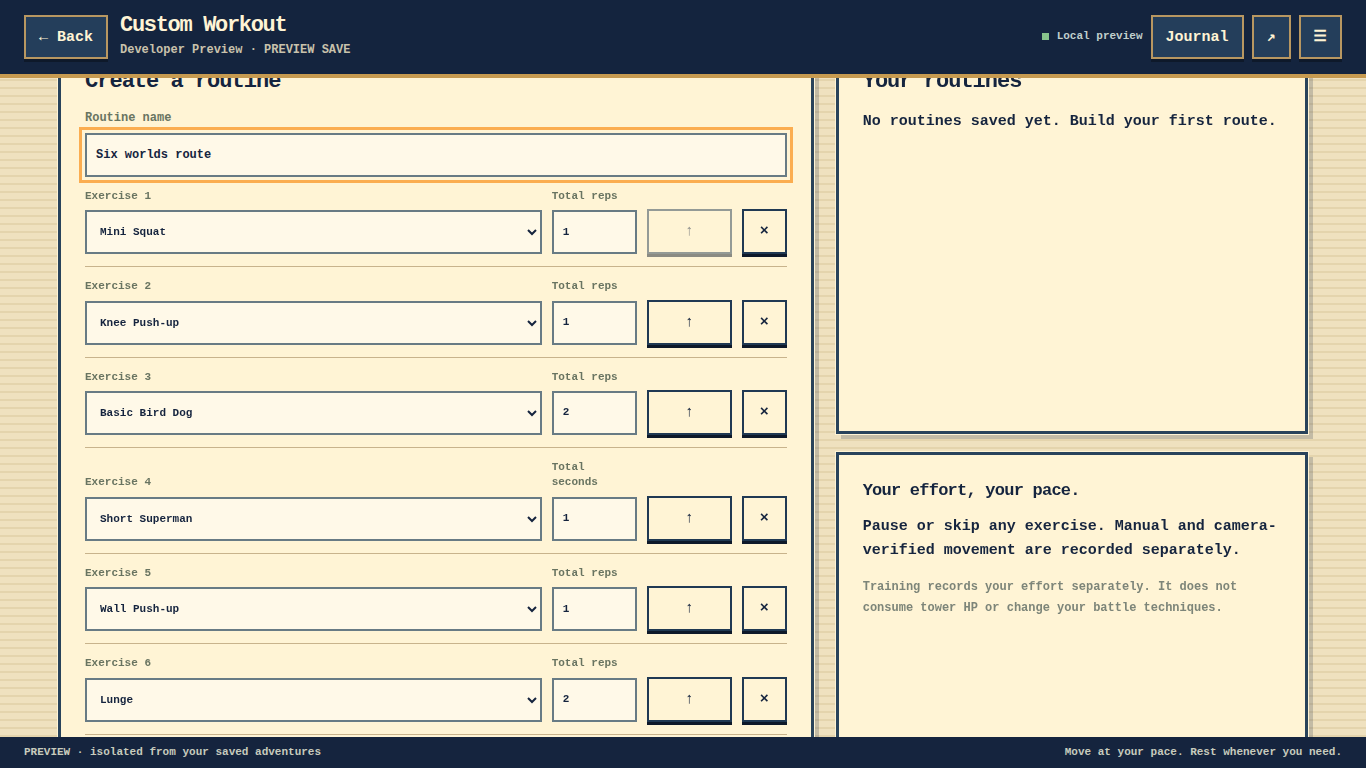 ← Back
Custom Workout
Developer Preview · PREVIEW SAVE
Local preview
Journal
↗
☰
Create a routine
Routine name
Six worlds route
Exercise 1
Total reps
Mini Squat
1
↑
×
Exercise 2
Total reps
Knee Push-up
1
↑
×
Exercise 3
Total reps
Basic Bird Dog
2
↑
×
Exercise 4
Total
seconds
Short Superman
1
↑
×
Exercise 5
Total reps
Wall Push-up
1
↑
×
Exercise 6
Total reps
Lunge
2
↑
×
Your routines
No routines saved yet. Build your first route.
Your effort, your pace.
Pause or skip any exercise. Manual and camera-
verified movement are recorded separately.
Training records your effort separately. It does not
consume tower HP or change your battle techniques.
PREVIEW · isolated from your saved adventures
Move at your pace. Rest whenever you need.